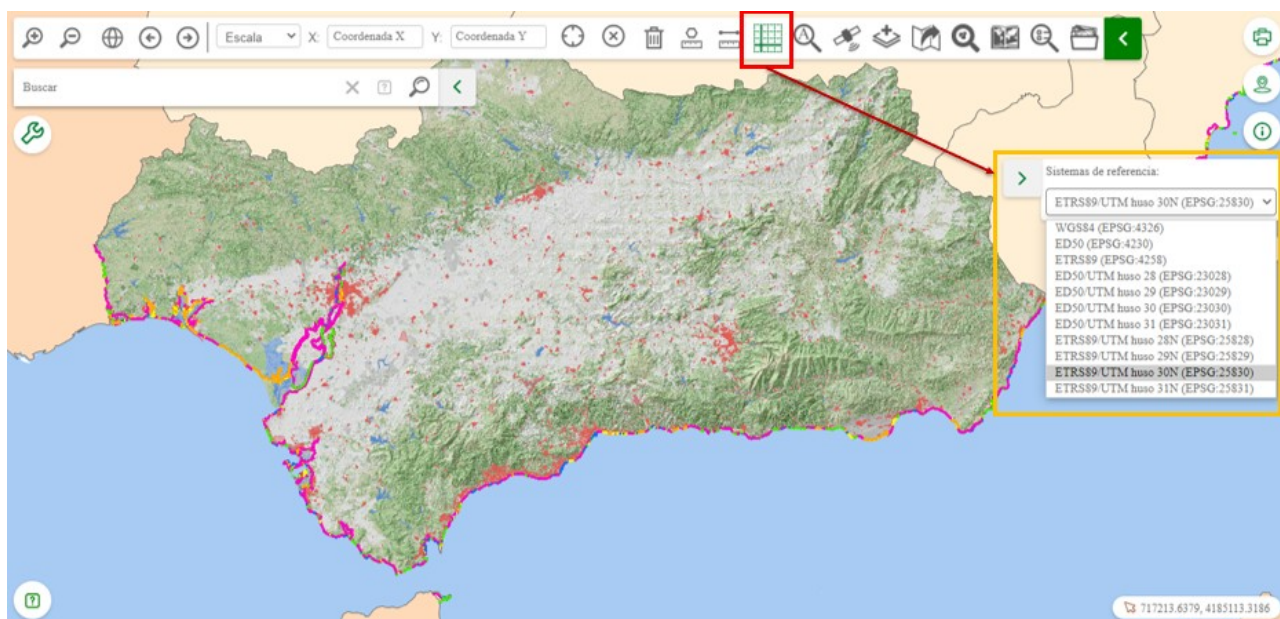 Escala X: Coordenada X Y: Coordenada Y
Buscar
Sistemas de referencia:
ETRS89/UTM huso 30N (EPSG:25830)
WGS84 (EPSG:4326)
ED50 (EPSG:4230)
ETRS89 (EPSG:4258)
ED50/UTM huso 28 (EPSG:23028)
ED50/UTM huso 29 (EPSG:23029)
ED50/UTM huso 30 (EPSG:23030)
ED50/UTM huso 31 (EPSG:23031)
ETRS89/UTM huso 28N (EPSG:25828)
ETRS89/UTM huso 29N (EPSG:25829)
ETRS89/UTM huso 30N (EPSG:25830)
ETRS89/UTM huso 31N (EPSG:25831)
717213.6379, 4185113.3186